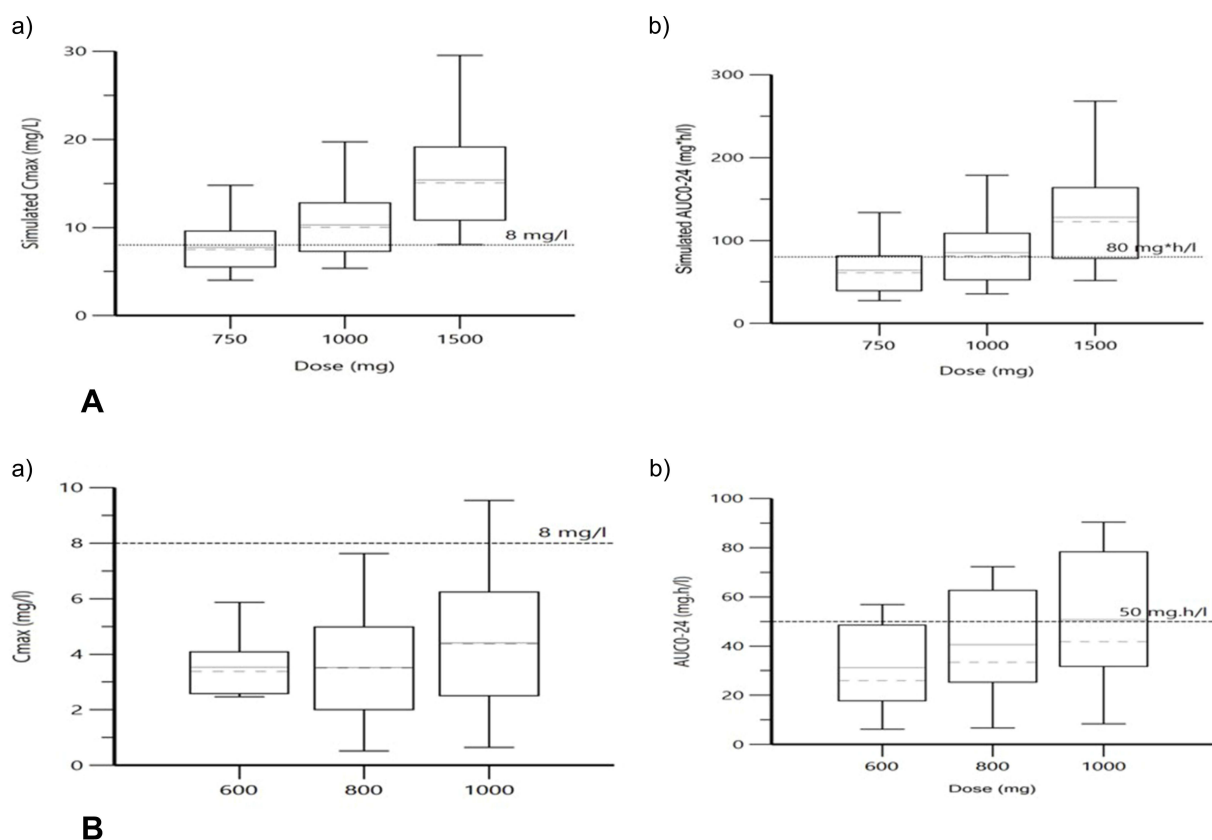 a)
Simulated Cmax (mg/L)
30
20
10
0
8 mg/l
750 1000 1500
Dose (mg)
b)
Simulated AUC0-24 (mg*h/l)
300
200
100
0
80 mg*h/l
750 1000 1500
Dose (mg)
A
a)
Cmax (mg/l)
10
8
6
4
2
0
8 mg/l
600 800 1000
b)
AUC0-24 (mg.h/l)
100
80
60
40
20
0
50 mg.h/l
600 800 1000
Dose (mg)
B